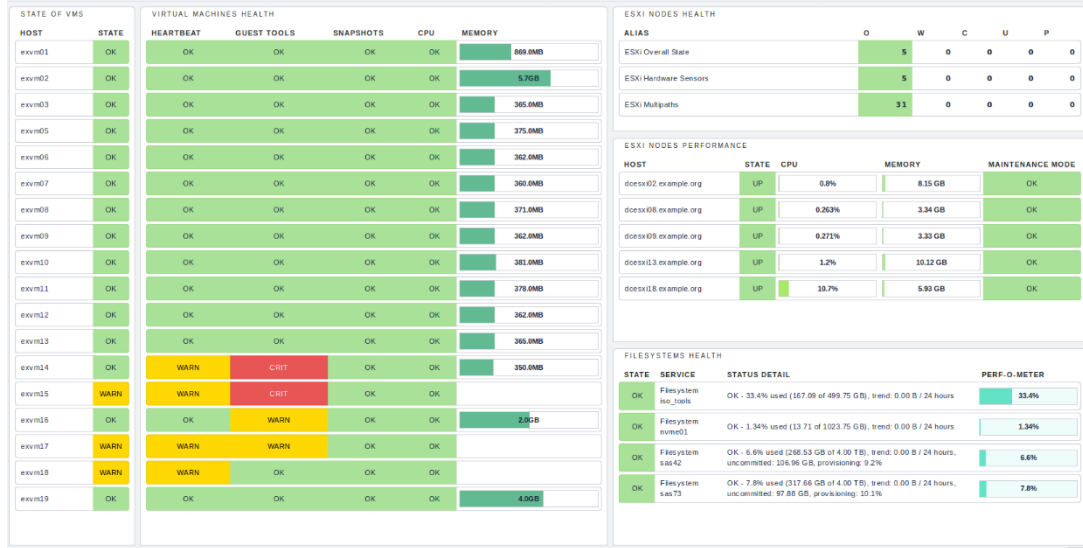 STATE OF VMS
HOST STATE
exvm01 OK
exvm02 OK
exvm03 OK
exvm05 OK
exvm06 OK
exvm07 OK
exvm08 OK
exvm09 OK
exvm10 OK
exvm11 OK
exvm12 OK
exvm13 OK
exvm14 OK
exvm15 WARN
exvm16 OK
exvm17 WARN
exvm18 WARN
exvm19 OK
VIRTUAL MACHINES HEALTH
HEARTBEAT GUEST TOOLS SNAPSHOTS CPU MEMORY
OK OK OK OK 869.0MB
OK OK OK OK 5.7GB
OK OK OK OK 365.0MB
OK OK OK OK 375.0MB
OK OK OK OK 362.0MB
OK OK OK OK 360.0MB
OK OK OK OK 371.0MB
OK OK OK OK 362.0MB
OK OK OK OK 381.0MB
OK OK OK OK 378.0MB
OK OK OK OK 362.0MB
OK OK OK OK 365.0MB
WARN CRIT OK OK 350.0MB
WARN CRIT OK OK
OK WARN OK OK 2.0GB
WARN WARN OK OK
WARN OK OK OK
OK OK OK OK 4.0GB
ESXI NODES HEALTH
ALIAS O W C U P
ESXi Overall State 5 0 0 0 0
ESXi Hardware Sensors 5 0 0 0 0
ESXi Multipaths 31 0 0 0 0
ESXI NODES PERFORMANCE
HOST STATE CPU MEMORY MAINTENANCE MODE
dcesxi02.example.org UP 0.8% 8.15 GB OK
dcesxi08.example.org UP 0.263% 3.34 GB OK
dcesxi09.example.org UP 0.271% 3.33 GB OK
dcesxi13.example.org UP 1.2% 10.12 GB OK
dcesxi18.example.org UP 10.7% 5.93 GB OK
FILESYSTEMS HEALTH
STATE SERVICE STATUS DETAIL PERF-O-METER
OK Filesystem iso_tools OK - 33.4% used (167.09 of 499.75 GB), trend: 0.00 B / 24 hours 33.4%
OK Filesystem nvme01 OK - 1.34% used (13.71 of 1023.75 GB), trend: 0.00 B / 24 hours 1.34%
OK Filesystem sas42 OK - 6.6% used (268.53 GB of 4.00 TB), trend: 0.00 B / 24 hours, uncommitted: 106.96 GB, provisioning: 9.2% 6.6%
OK Filesystem sas73 OK - 7.8% used (317.66 GB of 4.00 TB), trend: 0.00 B / 24 hours, uncommitted: 97.88 GB, provisioning: 10.1% 7.8%